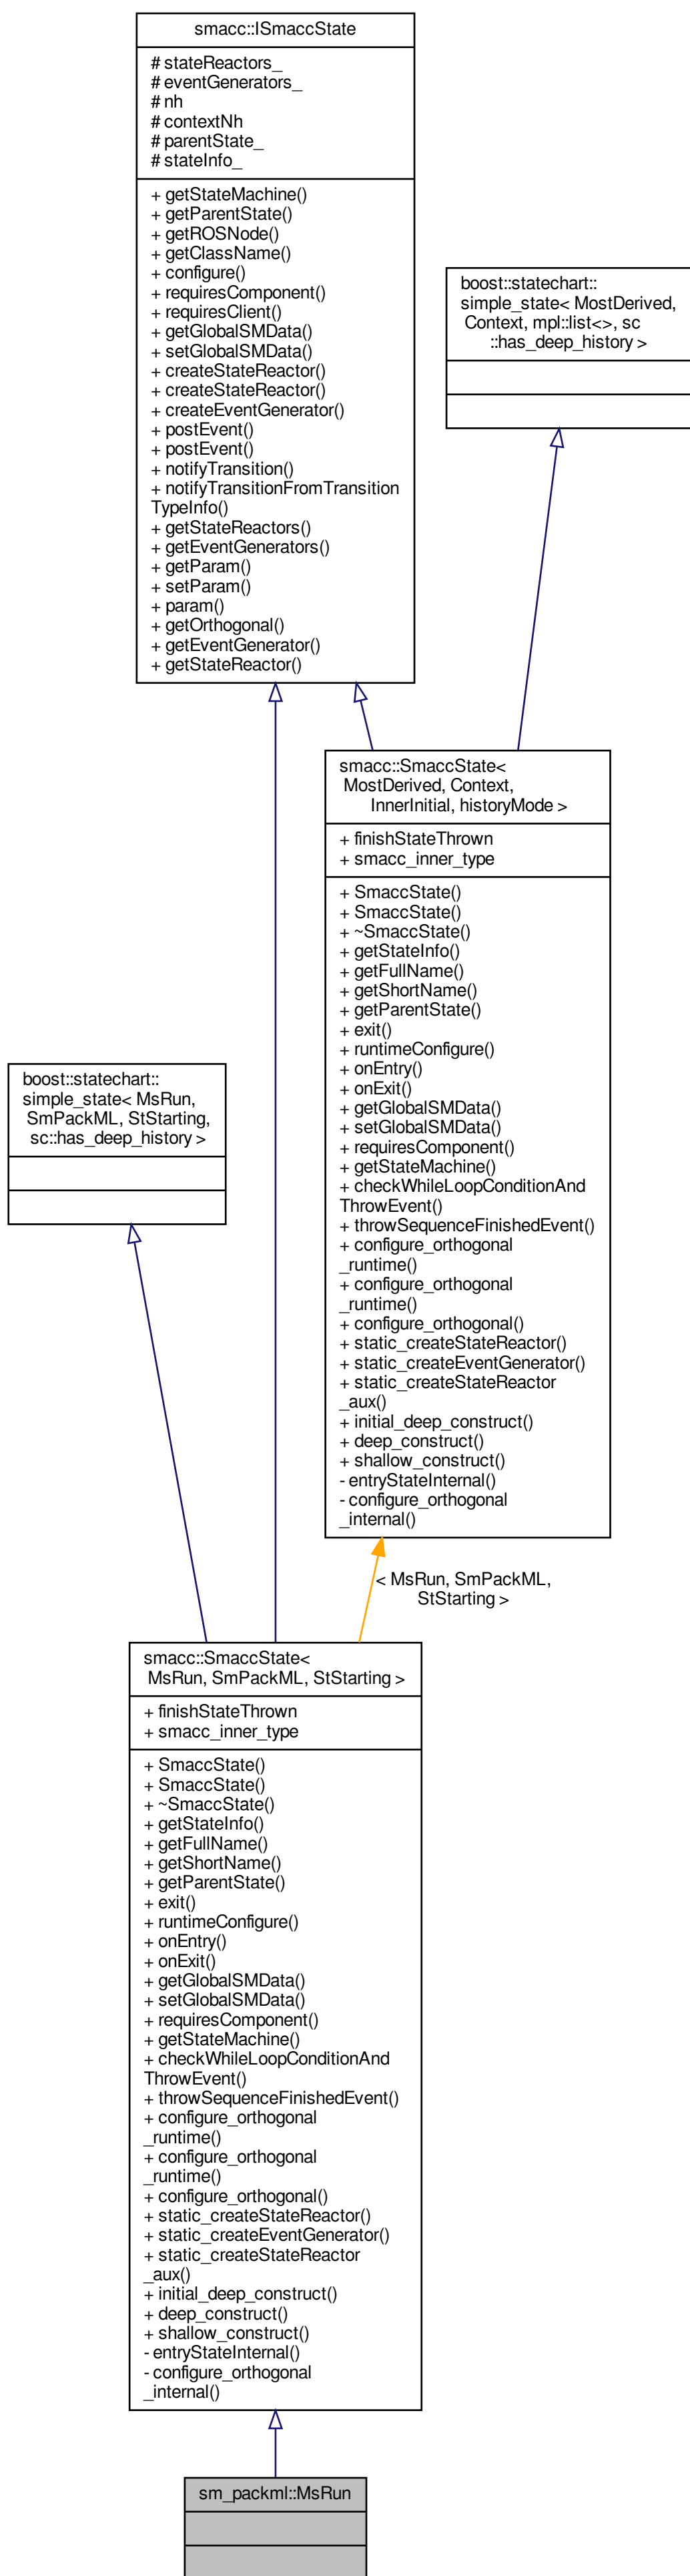 smacc::ISmaccState
# stateReactors_
# eventGenerators_
# nh
# contextNh
# parentState_
# stateInfo_
+ getStateMachine()
+ getParentState()
+ getROSNode()
+ getClassName()
+ configure()
+ requiresComponent()
+ requiresClient()
+ getGlobalSMData()
+ setGlobalSMData()
+ createStateReactor()
+ createStateReactor()
+ createEventGenerator()
+ postEvent()
+ postEvent()
+ notifyTransition()
+ notifyTransitionFromTransition
TypeInfo()
+ getStateReactors()
+ getEventGenerators()
+ getParam()
+ setParam()
+ param()
+ getOrthogonal()
+ getEventGenerator()
+ getStateReactor()
boost::statechart::
simple_state< MostDerived,
Context, mpl::list<>, sc
::has_deep_history >
smacc::SmaccState<
MostDerived, Context,
InnerInitial, historyMode >
+ finishStateThrown
+ smacc_inner_type
+ SmaccState()
+ SmaccState()
+ ~SmaccState()
+ getStateInfo()
+ getFullName()
+ getShortName()
+ getParentState()
+ exit()
+ runtimeConfigure()
+ onEntry()
+ onExit()
+ getGlobalSMData()
+ setGlobalSMData()
+ requiresComponent()
+ getStateMachine()
+ checkWhileLoopConditionAnd
ThrowEvent()
+ throwSequenceFinishedEvent()
+ configure_orthogonal
_runtime()
+ configure_orthogonal
_runtime()
+ configure_orthogonal()
+ static_createStateReactor()
+ static_createEventGenerator()
+ static_createStateReactor
_aux()
+ initial_deep_construct()
+ deep_construct()
+ shallow_construct()
- entryStateInternal()
- configure_orthogonal
_internal()
boost::statechart::
simple_state< MsRun,
SmPackML, StStarting,
sc::has_deep_history >
< MsRun, SmPackML,
StStarting >
smacc::SmaccState<
MsRun, SmPackML, StStarting >
+ finishStateThrown
+ smacc_inner_type
+ SmaccState()
+ SmaccState()
+ ~SmaccState()
+ getStateInfo()
+ getFullName()
+ getShortName()
+ getParentState()
+ exit()
+ runtimeConfigure()
+ onEntry()
+ onExit()
+ getGlobalSMData()
+ setGlobalSMData()
+ requiresComponent()
+ getStateMachine()
+ checkWhileLoopConditionAnd
ThrowEvent()
+ throwSequenceFinishedEvent()
+ configure_orthogonal
_runtime()
+ configure_orthogonal
_runtime()
+ configure_orthogonal()
+ static_createStateReactor()
+ static_createEventGenerator()
+ static_createStateReactor
_aux()
+ initial_deep_construct()
+ deep_construct()
+ shallow_construct()
- entryStateInternal()
- configure_orthogonal
_internal()
sm_packml::MsRun